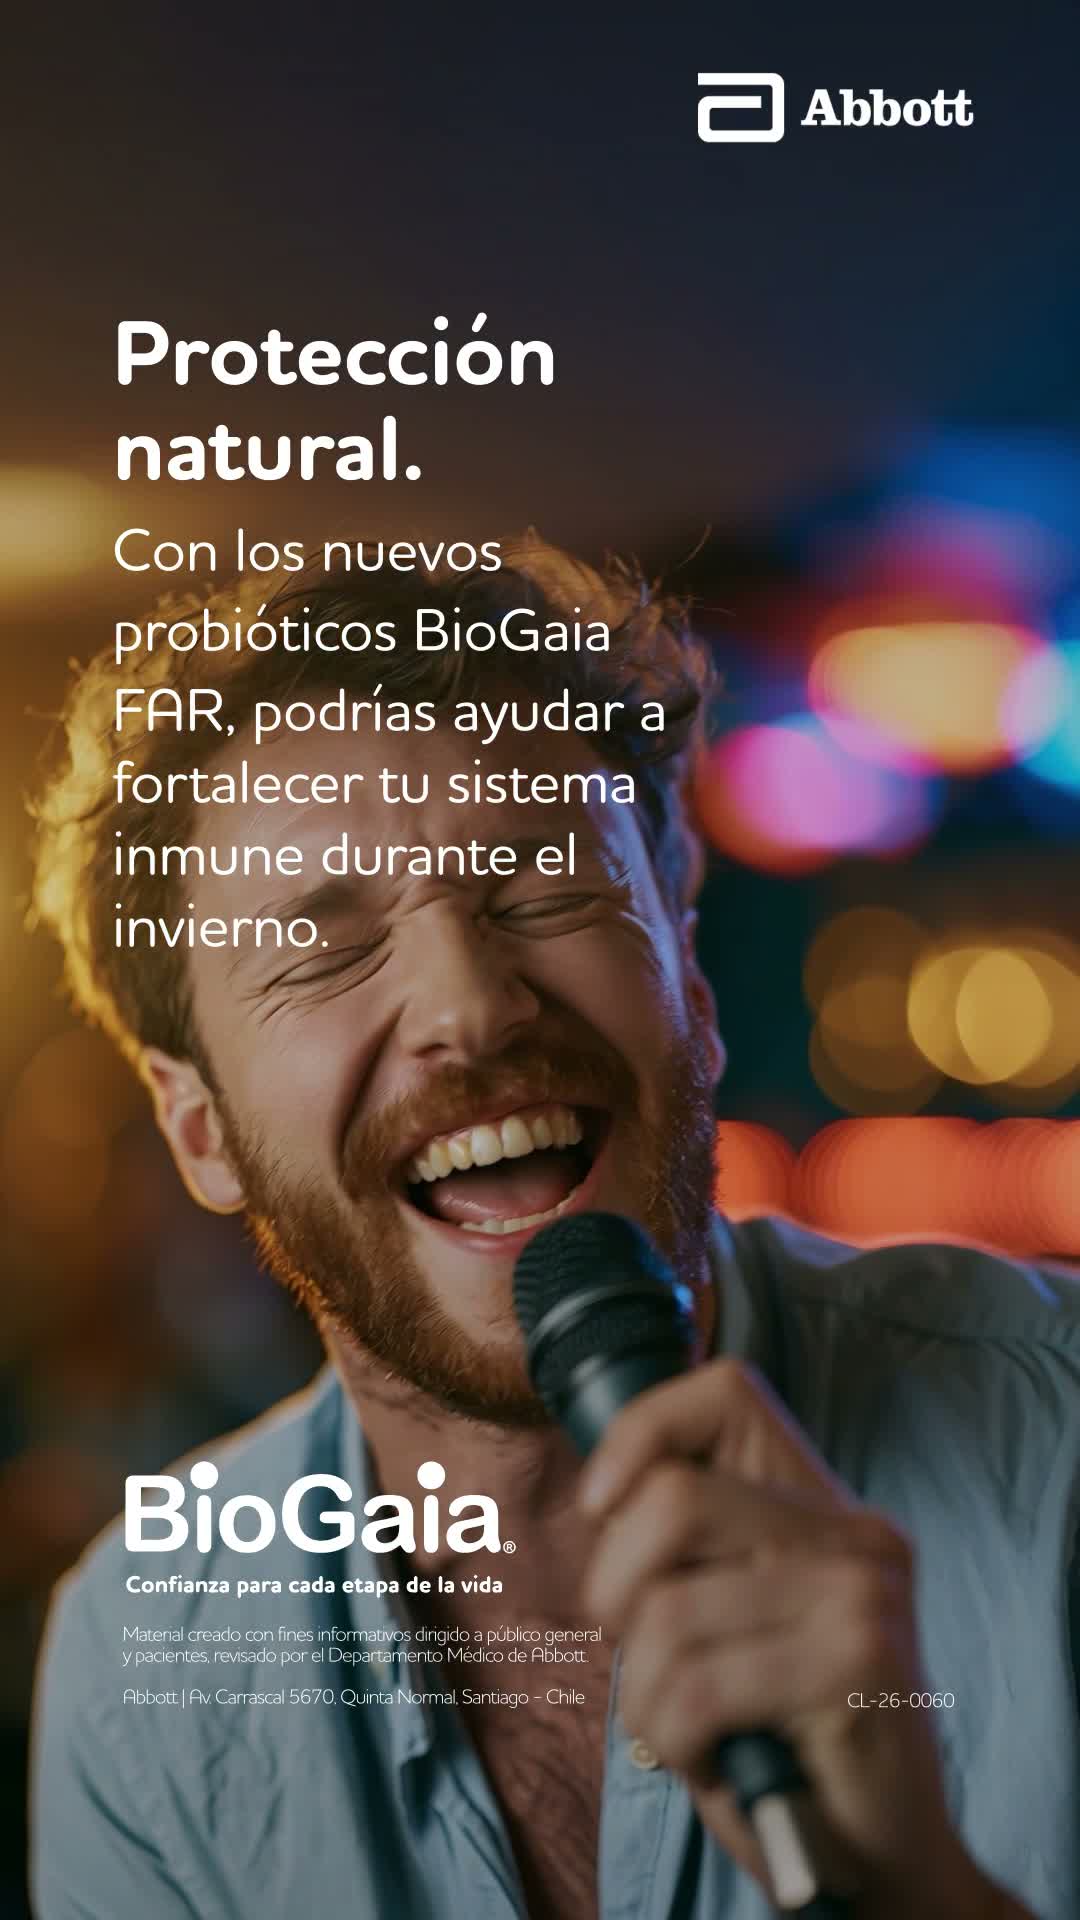 Abbott
Protección
natural.
Con los nuevos
probióticos BioGaia
FAR, podrías ayudar a
fortalecer tu sistema
inmune durante el
invierno.
BioGaia®
Confianza para cada etapa de la vida
Material creado con fines informativos dirigido a público general
y pacientes, revisado por el Departamento Médico de Abbott.
Abbott | Av. Carrascal 5670, Quinta Normal, Santiago - Chile
CL-26-0060